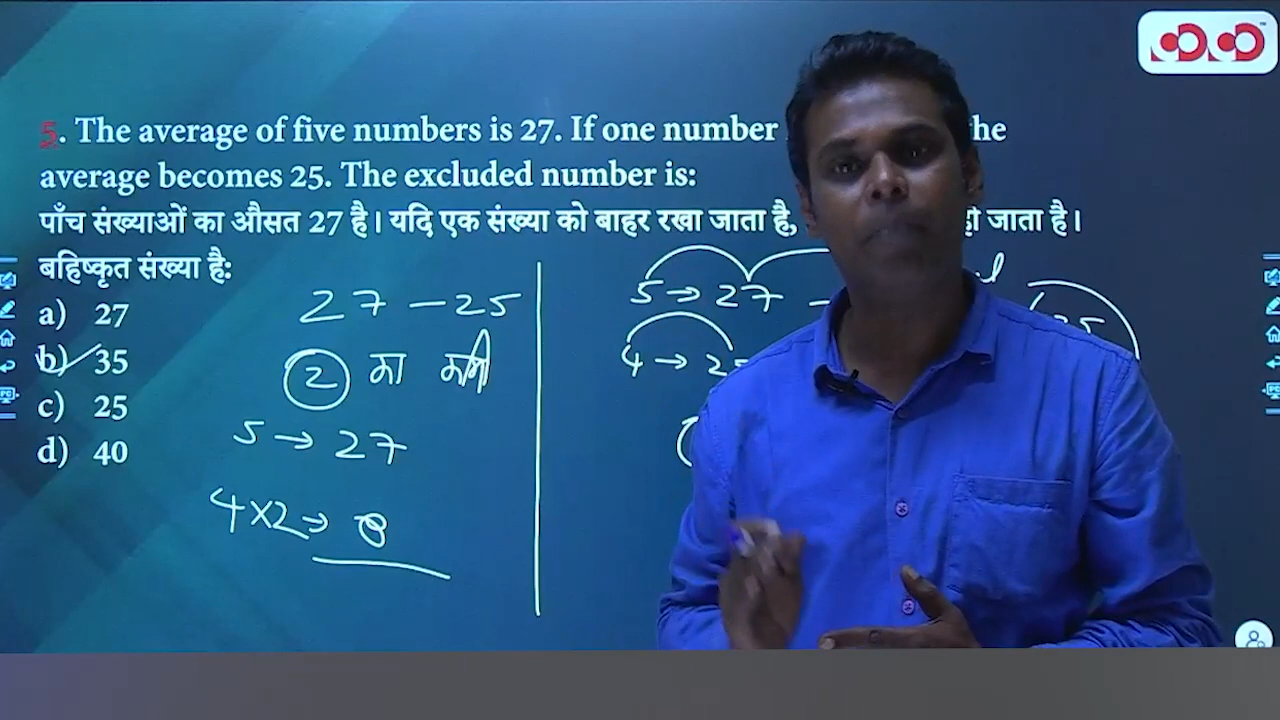 5. The average of five numbers is 27. If one number
average becomes 25. The excluded number is:
पाँच संख्याओं का औसत 27 है। यदि एक संख्या को बाहर रखा जाता है, जाता है।
बहिष्कृत संख्या है:
a) 27
b) 35
c) 25
d) 40
27 - 25
2 का कमी
5 → 27
4×2 → 8
5 → 27 -
4 → 25